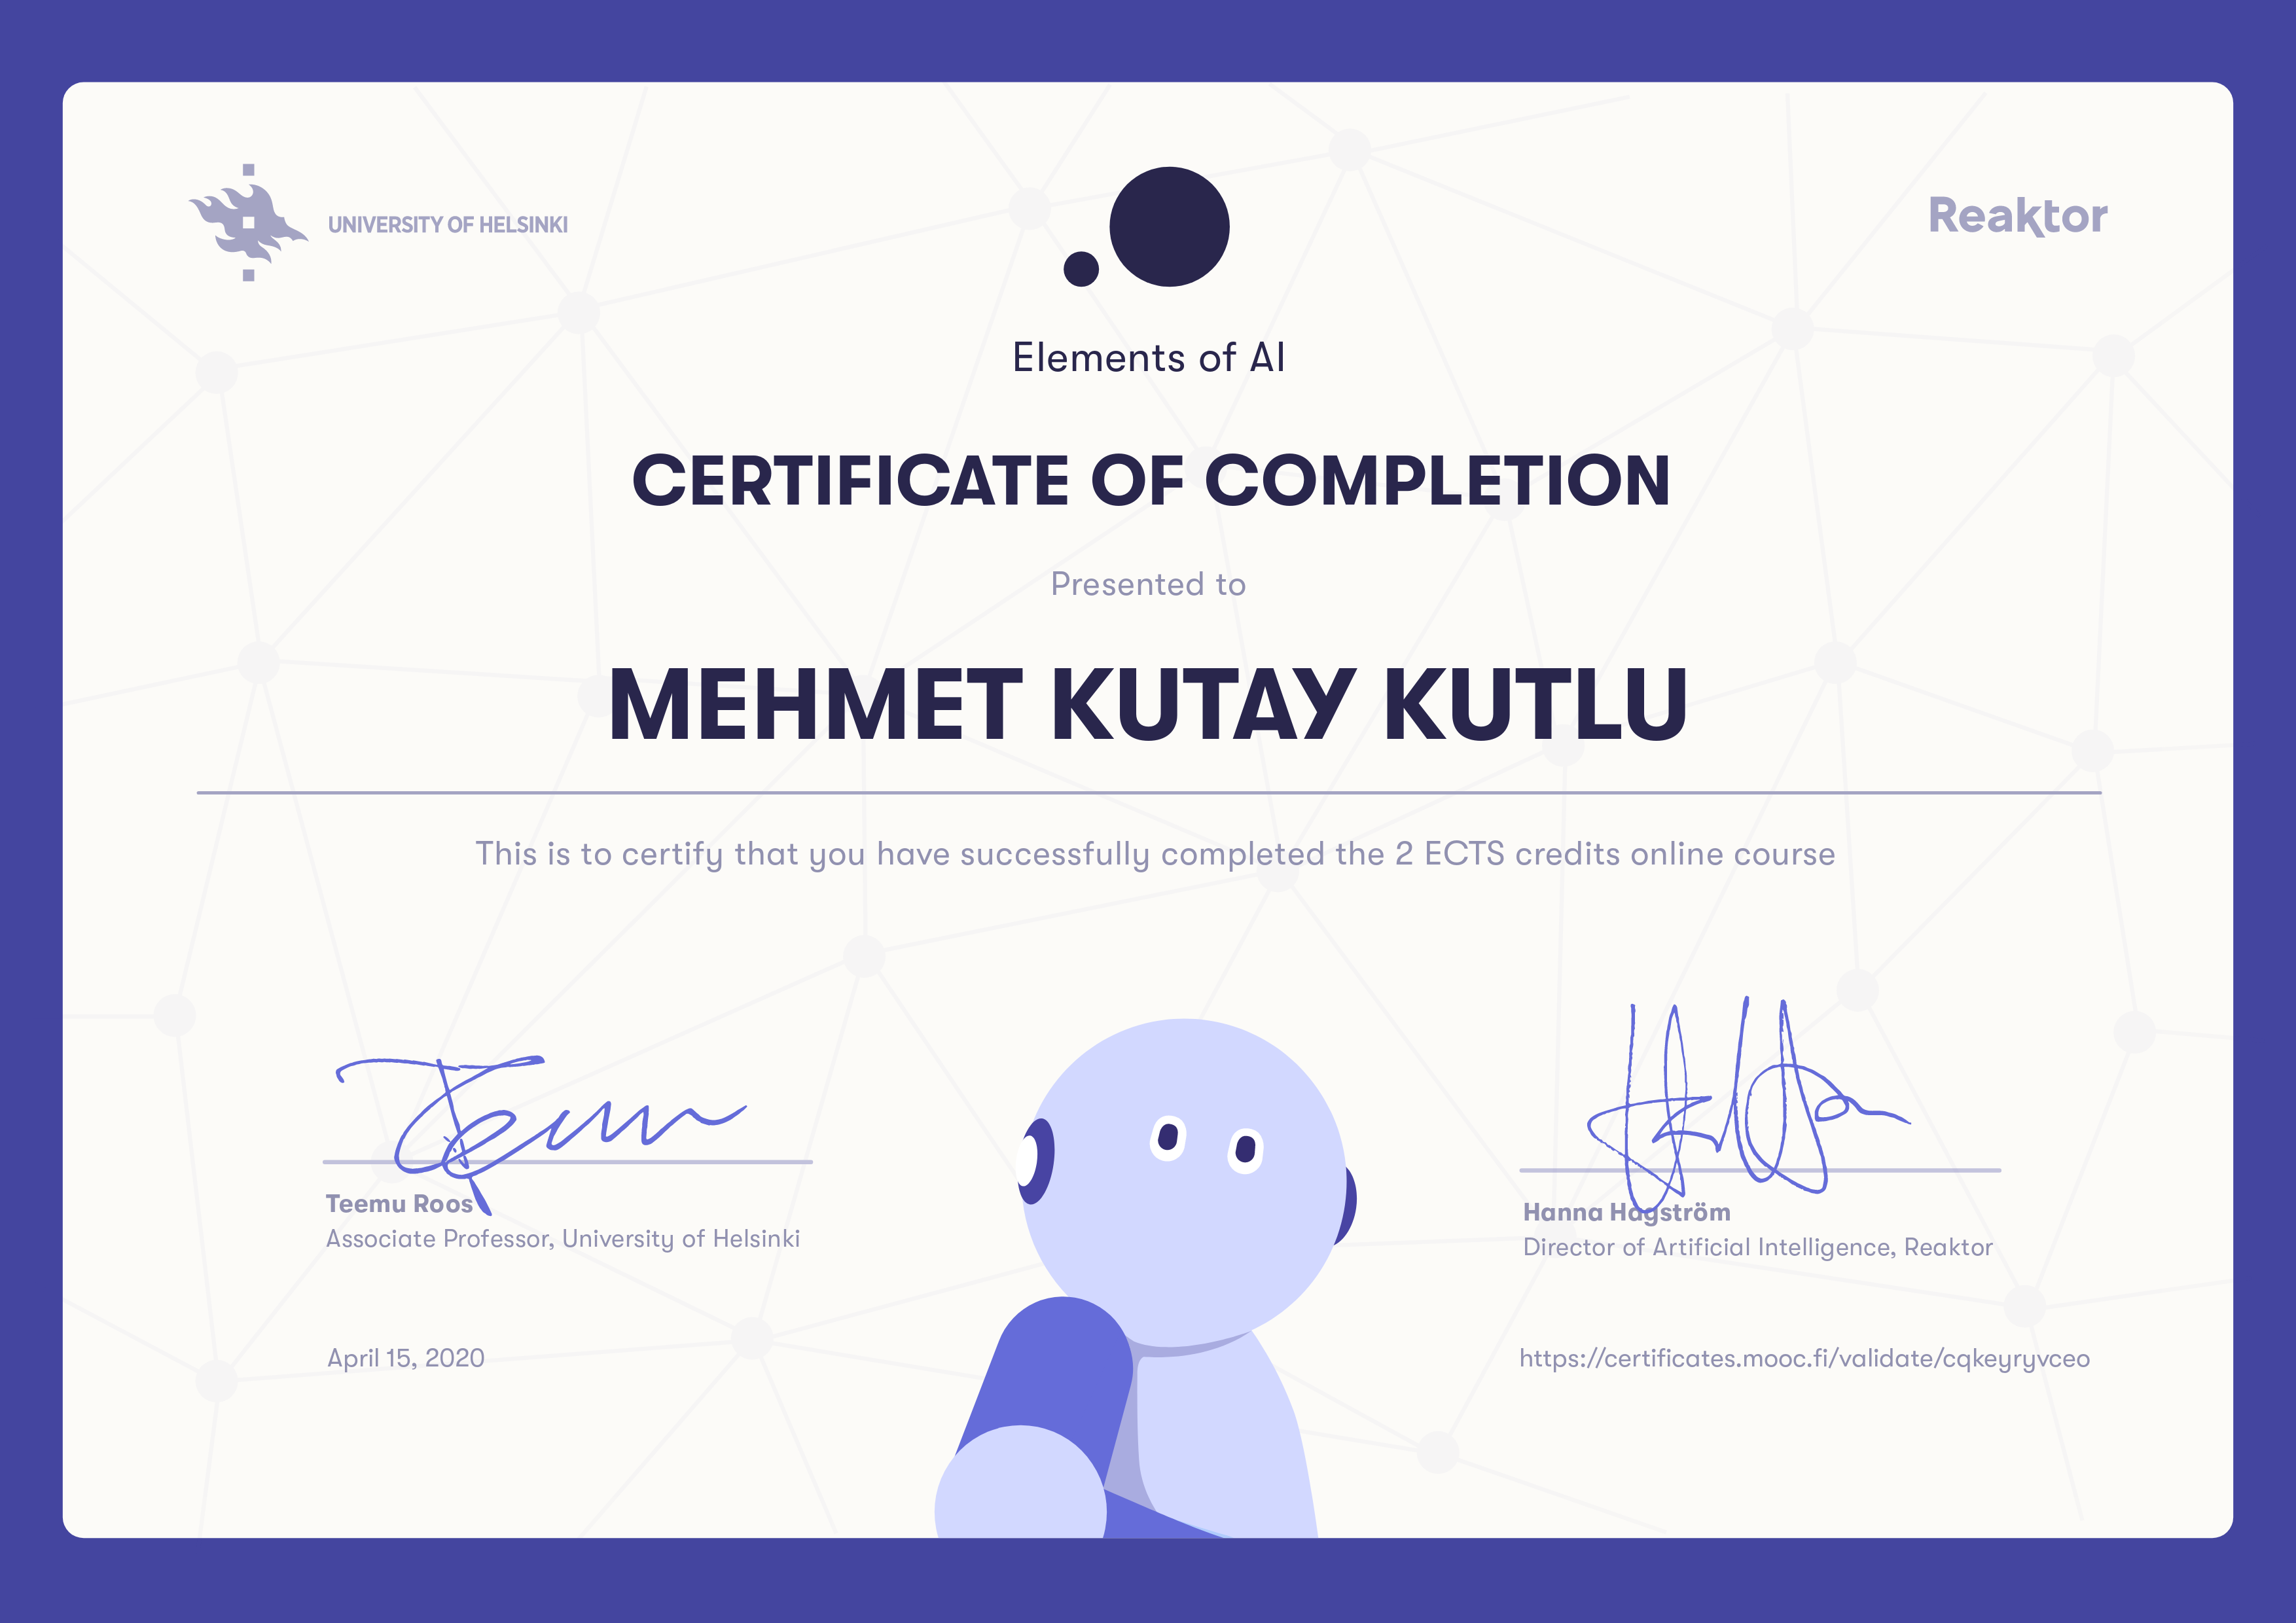 UNIVERSITY OF HELSINKI
Reaktor
Elements of AI
CERTIFICATE OF COMPLETION
Presented to
MEHMET KUTAY KUTLU
This is to certify that you have successfully completed the 2 ECTS credits online course
Teemu Roos
Associate Professor, University of Helsinki
Hanna Hagström
Director of Artificial Intelligence, Reaktor
April 15, 2020
https://certificates.mooc.fi/validate/cqkeyryvceo